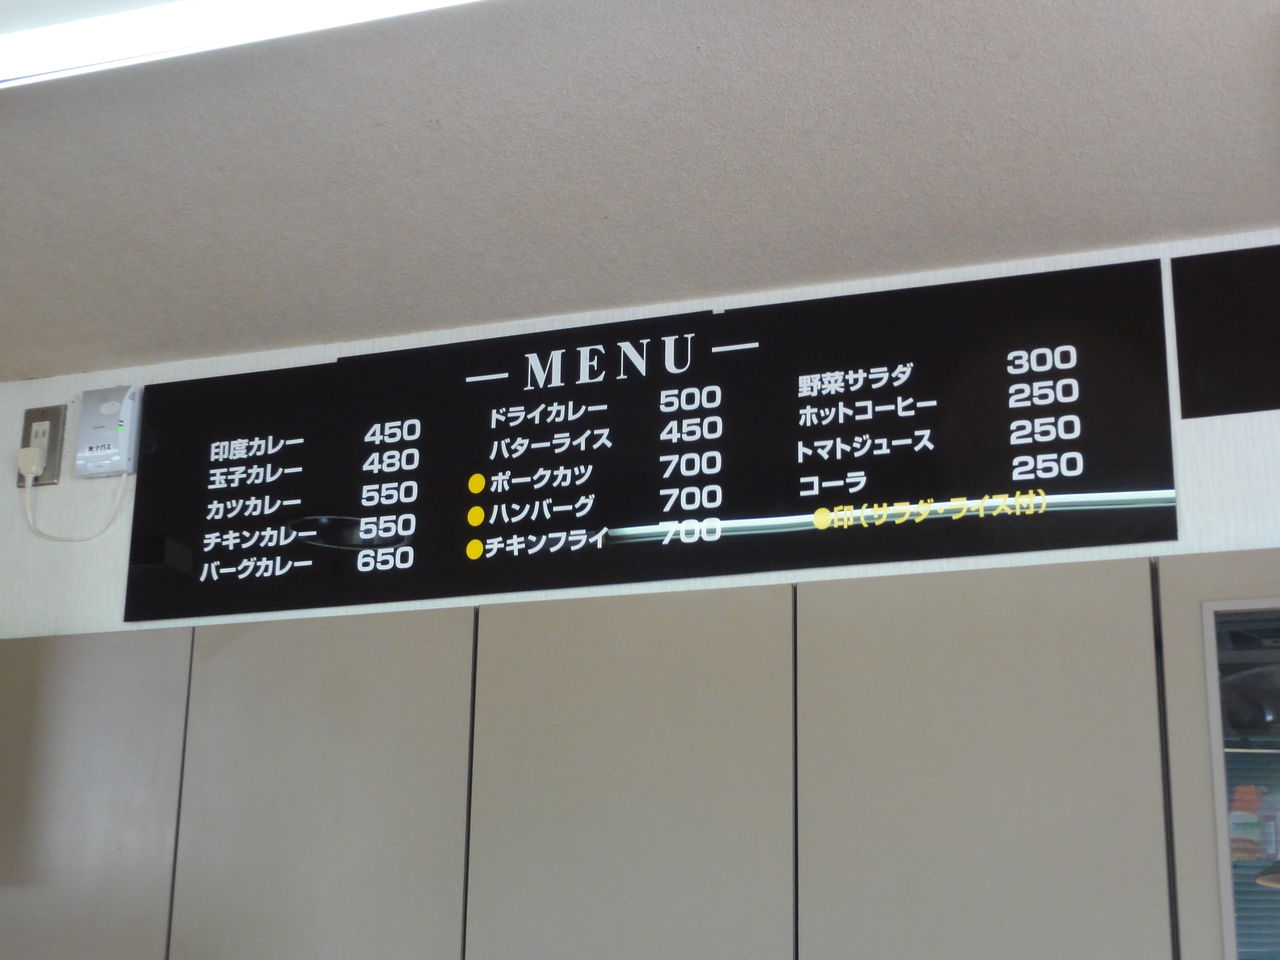 MENU
印度カレー 450
玉子カレー 480
カツカレー 550
チキンカレー 550
バーグカレー 650
ドライカレー 500
バターライス 450
●ポークカツ 700
●ハンバーグ 700
●チキンフライ 700
野菜サラダ 300
ホットコーヒー 250
トマトジュース 250
コーラ 250
●印(サラダ・ライス付)